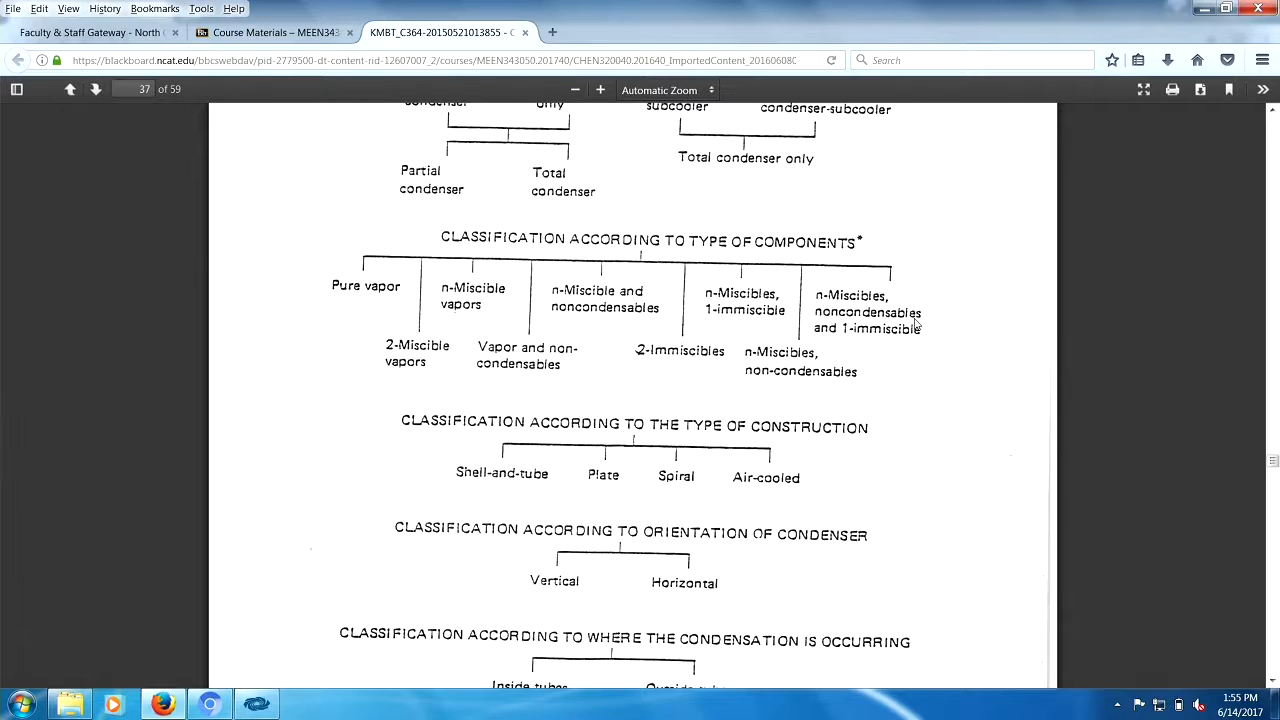 File Edit View History Bookmarks Tools Help
Faculty & Staff Gateway - North
Course Materials – MEEN343
KMBT_C364-20150521013855 -
https://blackboard.ncat.edu/bbcswebdav/pid-2779500-dt-content-rid-12607007_2/courses/MEEN343050.201740/CHEN320040.201640_ImportedContent_201606080
Search
37 of 59
Automatic Zoom
condenser only subcooler condenser-subcooler
Total condenser only
Partial condenser
Total condenser
CLASSIFICATION ACCORDING TO TYPE OF COMPONENTS*
Pure vapor
n-Miscible vapors
n-Miscible and noncondensables
n-Miscibles, 1-immiscible
n-Miscibles, noncondensables and 1-immiscible
2-Miscible vapors
Vapor and non-condensables
2-Immiscibles
n-Miscibles, non-condensables
CLASSIFICATION ACCORDING TO THE TYPE OF CONSTRUCTION
Shell-and-tube Plate Spiral Air-cooled
CLASSIFICATION ACCORDING TO ORIENTATION OF CONDENSER
Vertical Horizontal
CLASSIFICATION ACCORDING TO WHERE THE CONDENSATION IS OCCURRING
Inside tubes
1:55 PM
6/14/2017